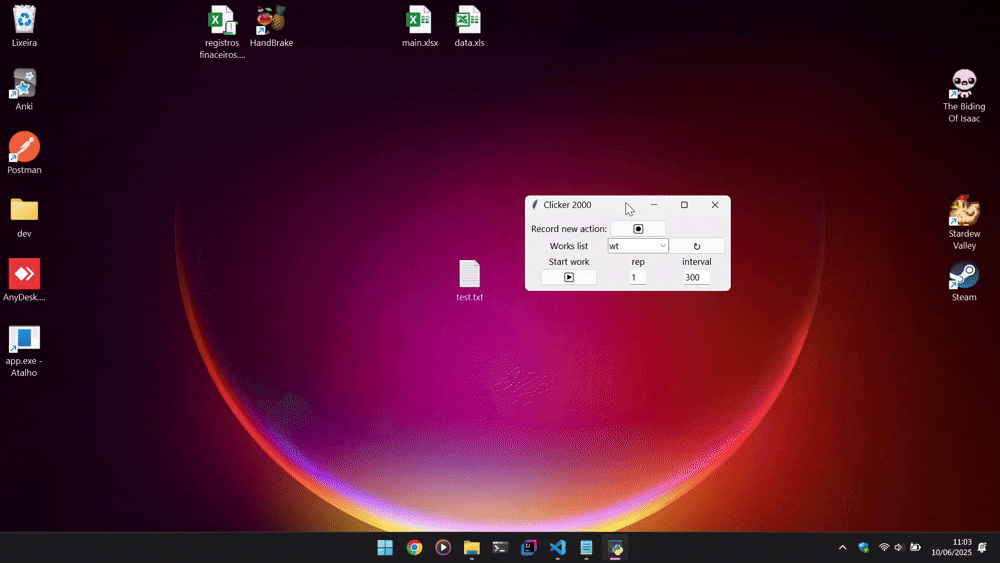 Lixeira
registros
finaceiros....
HandBrake
main.xlsx
data.xls
Anki
The Biding
Of Isaac
Postman
Clicker 2000
Record new action:
Works list
wt
Start work
rep
interval
1
300
dev
Stardew
Valley
AnyDesk....
test.txt
Steam
app.exe -
Atalho
11:03
10/06/2025